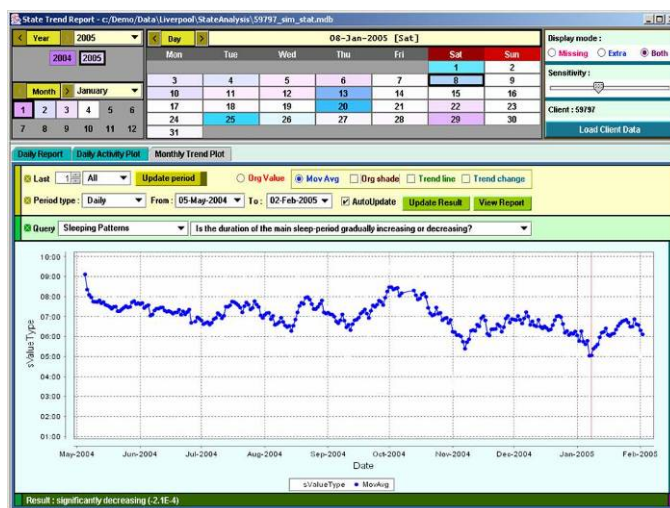 State Trend Report - c:/Demo/Data/Liverpool/StateAnalysis/59797_sim_stat.mdb
< Year > 2005
2004 2005
< Day > 08-Jan-2005 [Sat]
Mon Tue Wed Thu Fri Sat Sun
1 2
3 4 5 6 7 8 9
10 11 12 13 14 15 16
17 18 19 20 21 22 23
24 25 26 27 28 29 30
31
Month > January
1 2 3 4 5 6
7 8 9 10 11 12
Display mode :
Missing Extra Both
Sensitivity :
Client : 59797
Load Client Data
Daily Report Daily Activity Plot Monthly Trend Plot
Last 1 All Update period Org Value Mov Avg Org shade Trend line Trend change
Period type : Daily From : 05-May-2004 To : 02-Feb-2005 AutoUpdate Update Result View Report
Query Sleeping Patterns Is the duration of the main sleep-period gradually increasing or decreasing?
sValueType
10:00
09:00
08:00
07:00
06:00
05:00
04:00
03:00
02:00
01:00
May-2004 Jun-2004 Jul-2004 Aug-2004 Sep-2004 Oct-2004 Nov-2004 Dec-2004 Jan-2005 Feb-2005
Date
sValueType MovAvg
Result : significantly decreasing (-2.1E-4)